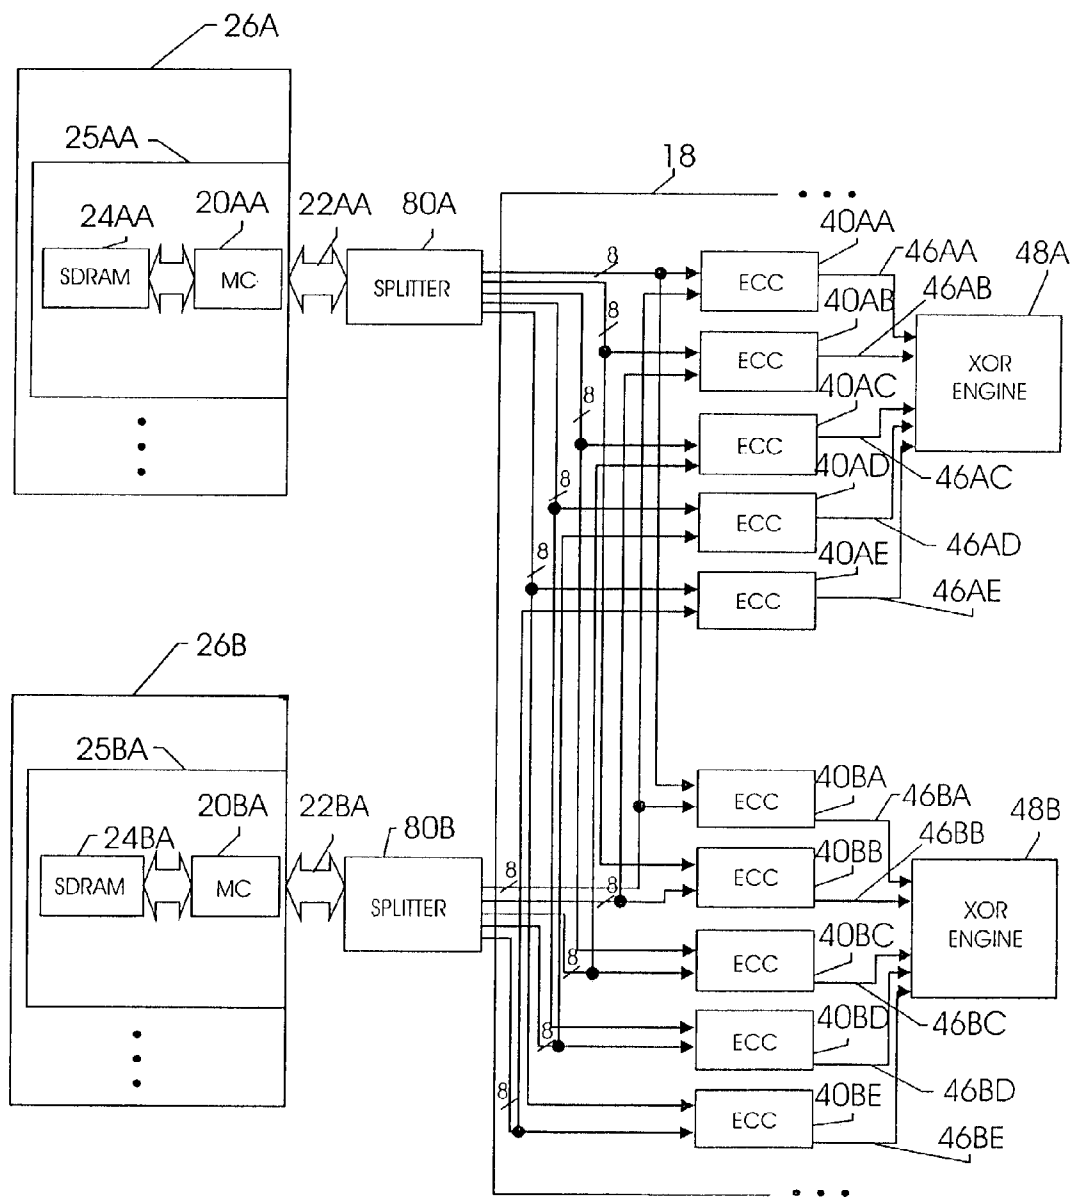 26A
25AA
18
24AA
20AA
22AA
80A
40AA
46AA
48A
SDRAM
MC
SPLITTER
8
ECC
46AB
40AB
8
ECC
XOR
ENGINE
40AC
8
ECC
40AD
46AC
8
ECC
46AD
40AE
8
ECC
46AE
26B
25BA
24BA
20BA
22BA
80B
40BA
46BA
48B
ECC
46BB
SDRAM
MC
SPLITTER
8
8
40BB
ECC
XOR
ENGINE
40BC
8
ECC
46BC
40BD
8
ECC
46BD
40BE
8
ECC
46BE